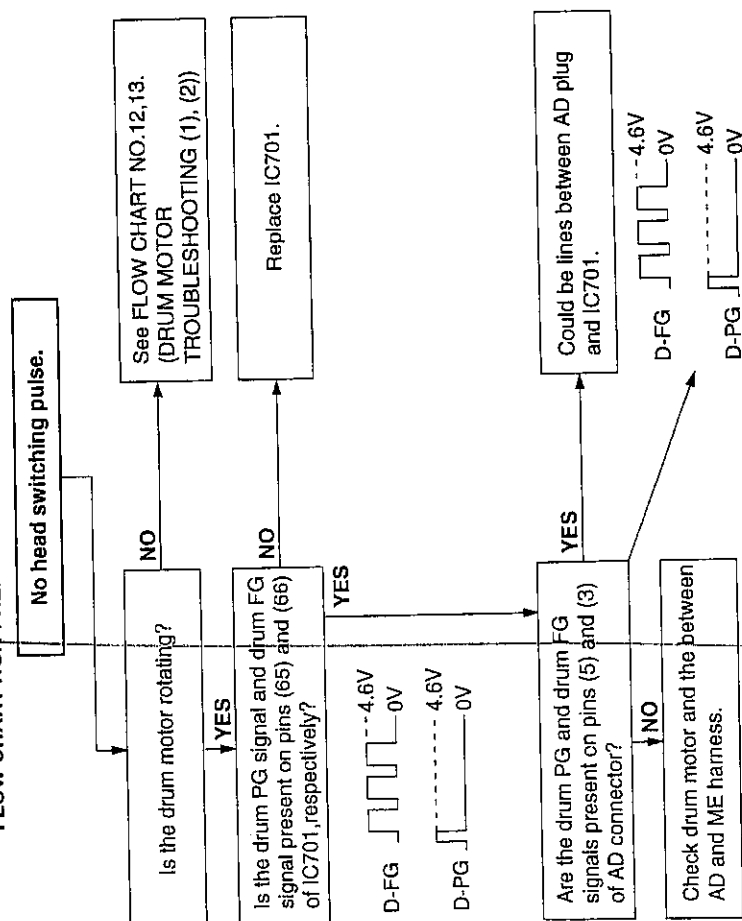 No head switching pulse.
Is the drum motor rotating?
NO
See FLOW CHART NO.12,13.
(DRUM MOTOR
TROUBLESHOOTING (1), (2))
YES
Is the drum PG signal and drum FG
signal present on pins (65) and (66)
of IC701,respectively?
NO
Replace IC701.
YES
D-FG
4.6V
0V
D-PG
4.6V
0V
Are the drum PG and drum FG
signals present on pins (5) and (3)
of AD connector?
YES
Could be lines between AD plug
and IC701.
D-FG
4.6V
0V
D-PG
4.6V
0V
NO
Check drum motor and the between
AD and ME harness.